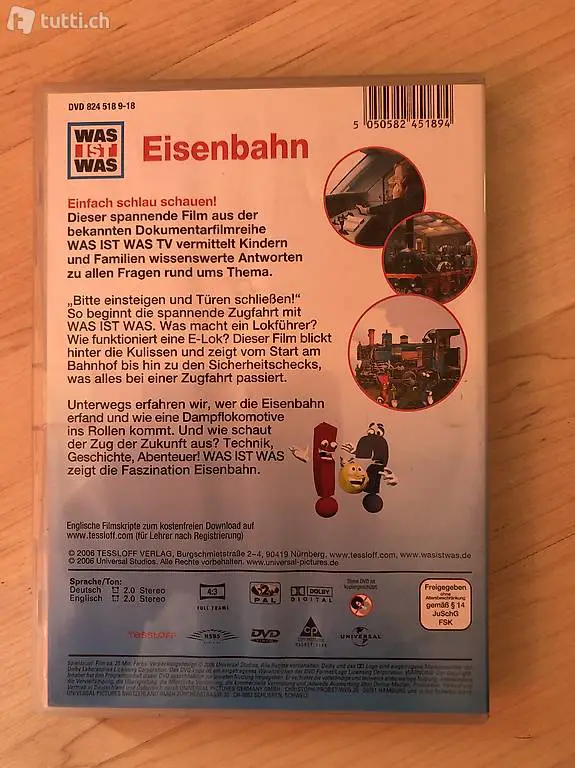 tutti.ch
DVD 824 518 9-18
5 050582 451894
WAS
IST
WAS
Eisenbahn
Einfach schlau schauen!
Dieser spannende Film aus der
bekannten Dokumentarfilmreihe
WAS IST WAS TV vermittelt Kindern
und Familien wissenswerte Antworten
zu allen Fragen rund ums Thema.
„Bitte einsteigen und Türen schließen!“
So beginnt die spannende Zugfahrt mit
WAS IST WAS. Was macht ein Lokführer?
Wie funktioniert eine E-Lok? Dieser Film blickt
hinter die Kulissen und zeigt vom Start am
Bahnhof bis hin zu den Sicherheitschecks,
was alles bei einer Zugfahrt passiert.
Unterwegs erfahren wir, wer die Eisenbahn
erfand und wie eine Dampflokomotive
ins Rollen kommt. Und wie schaut
der Zug der Zukunft aus? Technik,
Geschichte, Abenteuer! WAS IST WAS
zeigt die Faszination Eisenbahn.
Englische Filmskripte zum kostenfreien Download auf
www.tessloff.com (für Lehrer nach Registrierung)
© 2006 TESSLOFF VERLAG, Burgschmietstraße 2–4, 90419 Nürnberg, www.tessloff.com, www.wasistwas.de
© 2006 Universal Studios. Alle Rechte vorbehalten. www.universal-pictures.de
Sprache/Ton:
Deutsch 2.0 Stereo
Englisch 2.0 Stereo
4:3
FULL FRAME
2
PAL
DOLBY
DIGITAL
Diese DVD ist
kopiergeschützt
Freigegeben
ohne
Altersbeschränkung
gemäß § 14
JuSchG
FSK
TESSLOFF
DVD
VIDEO
CP
UNIVERSAL